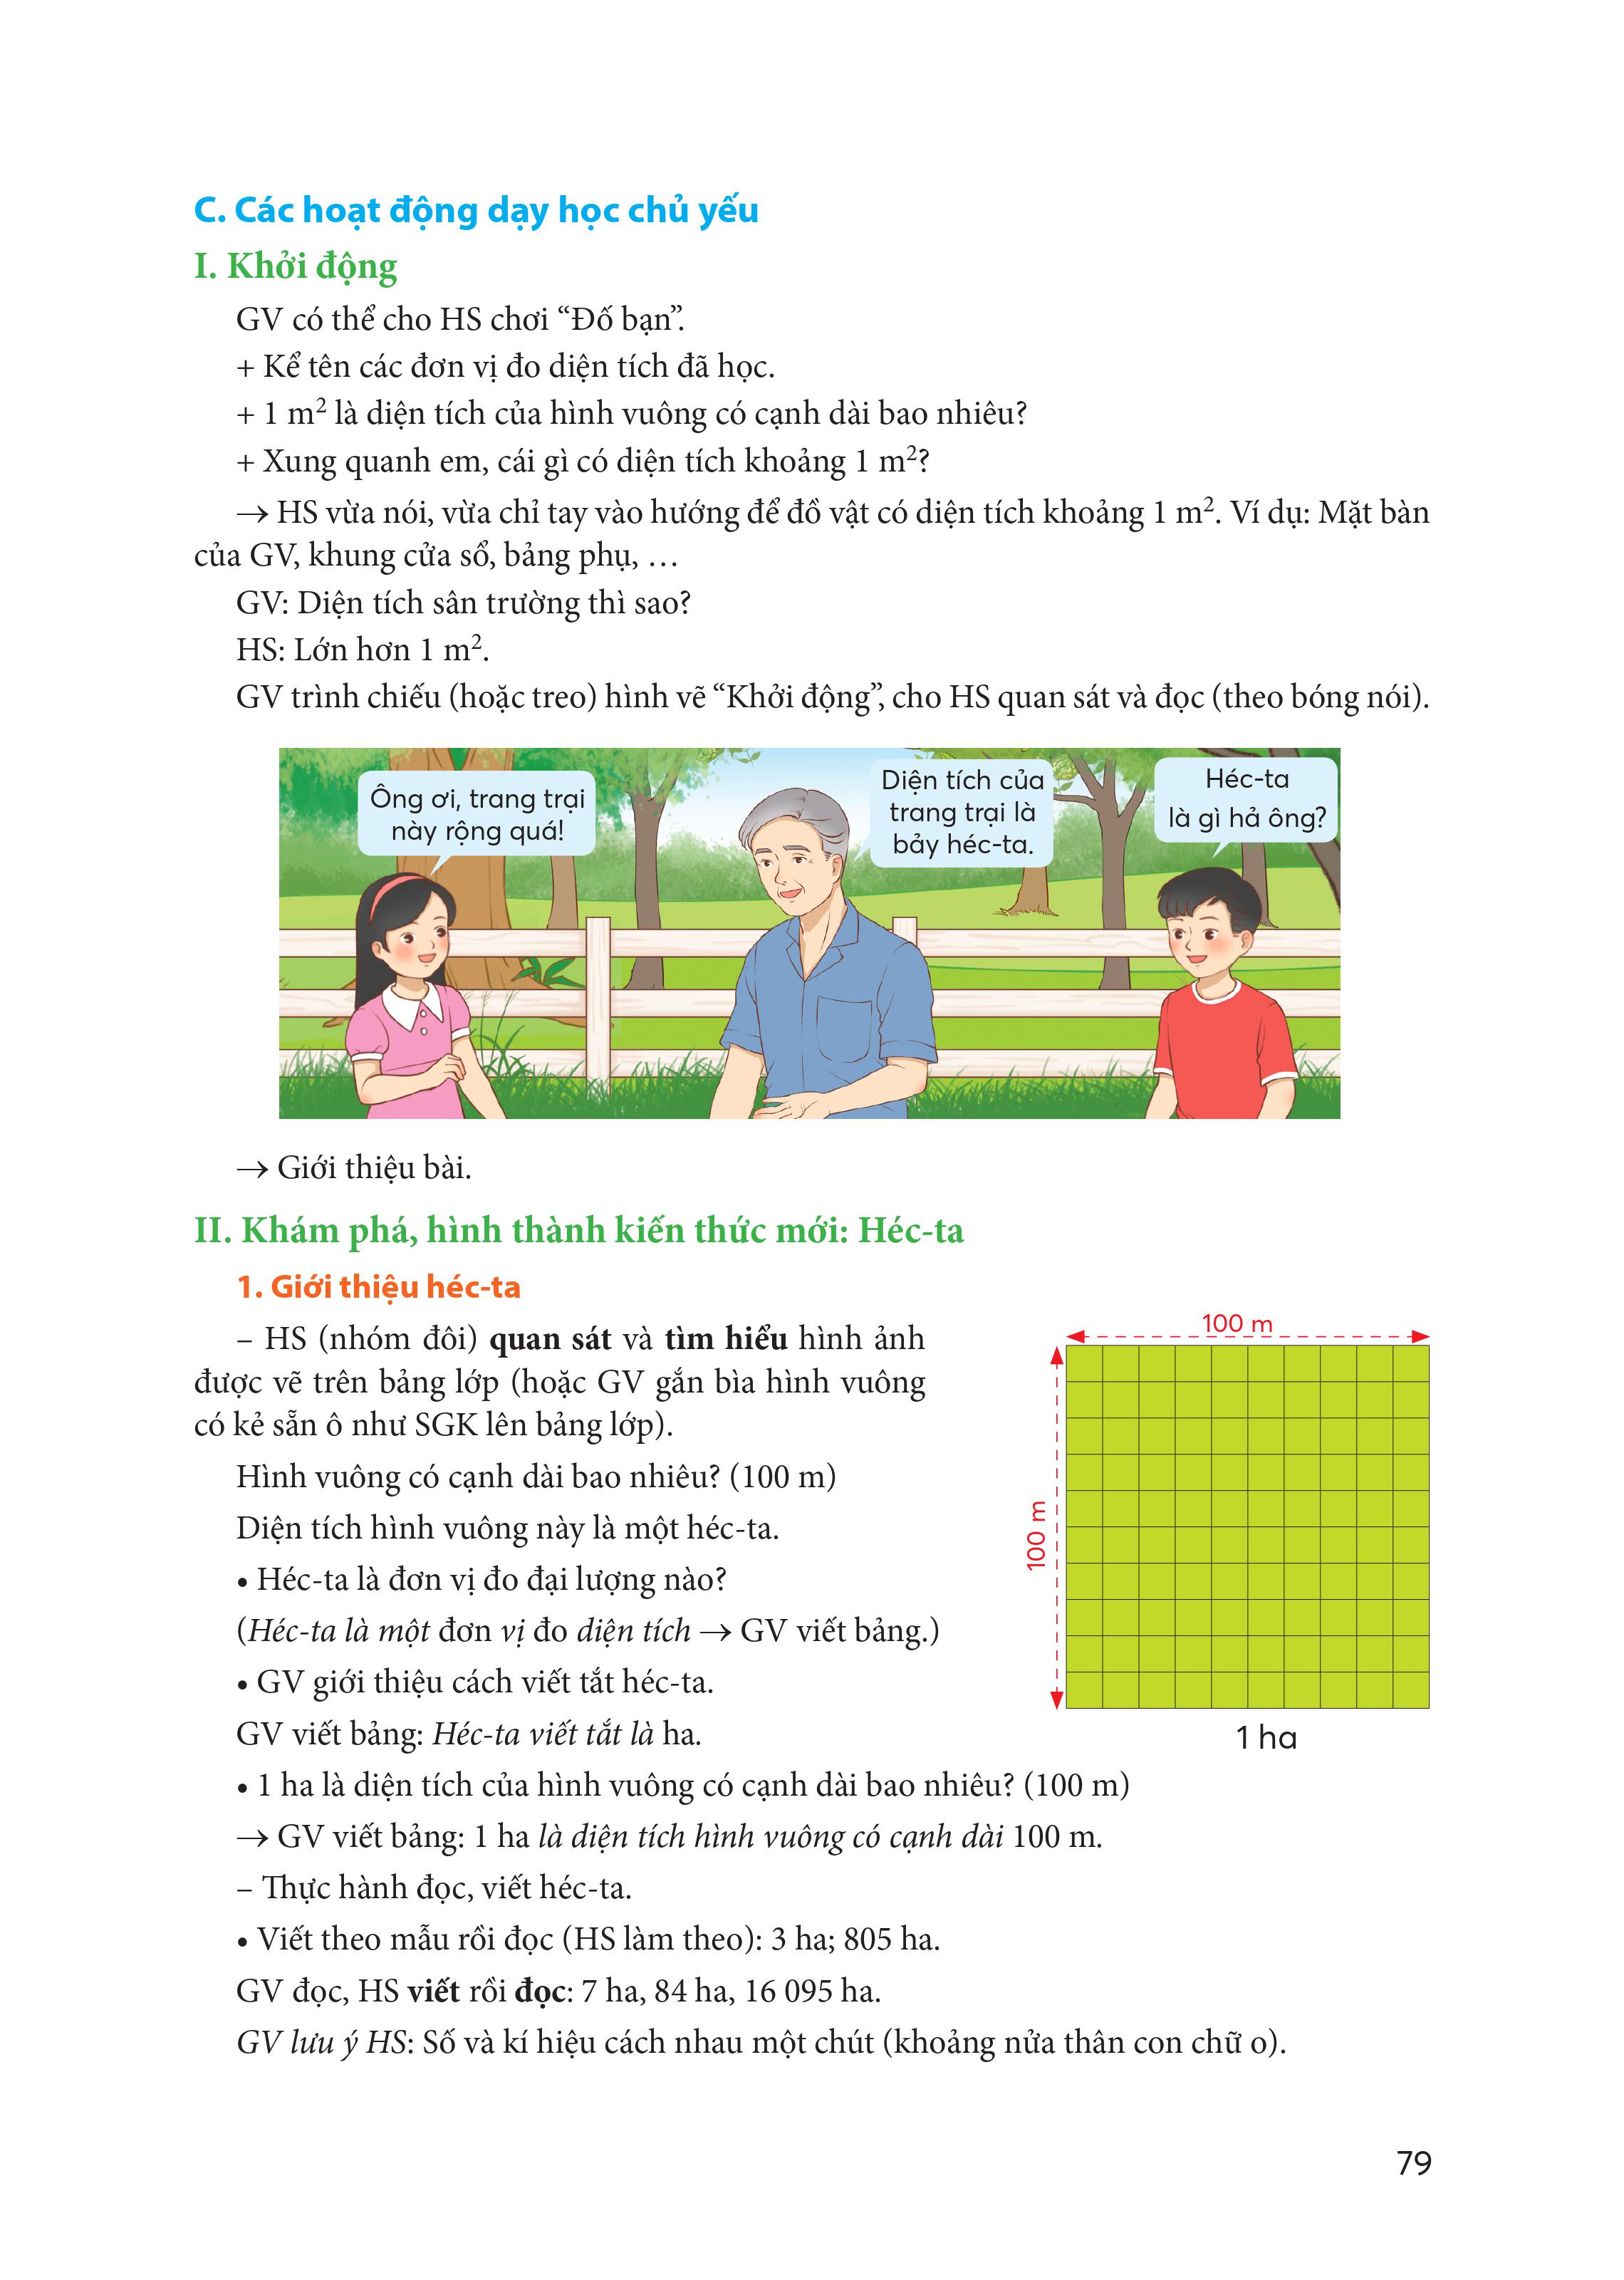 C. Các hoạt động dạy học chủ yếu
I. Khởi động
GV có thể cho HS chơi “Đố bạn”.
+ Kể tên các đơn vị đo diện tích đã học.
+ 1 m² là diện tích của hình vuông có cạnh dài bao nhiêu?
+ Xung quanh em, cái gì có diện tích khoảng 1 m²?
→ HS vừa nói, vừa chỉ tay vào hướng để đồ vật có diện tích khoảng 1 m². Ví dụ: Mặt bàn
của GV, khung cửa sổ, bảng phụ, …
GV: Diện tích sân trường thì sao?
HS: Lớn hơn 1 m².
GV trình chiếu (hoặc treo) hình vẽ “Khởi động”, cho HS quan sát và đọc (theo bóng nói).
Ông ơi, trang trại
này rộng quá!
Diện tích của
trang trại là
bảy héc-ta.
Héc-ta
là gì hả ông?
→ Giới thiệu bài.
II. Khám phá, hình thành kiến thức mới: Héc-ta
1. Giới thiệu héc-ta
– HS (nhóm đôi) quan sát và tìm hiểu hình ảnh
được vẽ trên bảng lớp (hoặc GV gắn bìa hình vuông
có kẻ sẵn ô như SGK lên bảng lớp).
Hình vuông có cạnh dài bao nhiêu? (100 m)
Diện tích hình vuông này là một héc-ta.
• Héc-ta là đơn vị đo đại lượng nào?
(Héc-ta là một đơn vị đo diện tích → GV viết bảng.)
• GV giới thiệu cách viết tắt héc-ta.
GV viết bảng: Héc-ta viết tắt là ha.
100 m
100 m
1 ha
• 1 ha là diện tích của hình vuông có cạnh dài bao nhiêu? (100 m)
→ GV viết bảng: 1 ha là diện tích hình vuông có cạnh dài 100 m.
– Thực hành đọc, viết héc-ta.
• Viết theo mẫu rồi đọc (HS làm theo): 3 ha; 805 ha.
GV đọc, HS viết rồi đọc: 7 ha, 84 ha, 16 095 ha.
GV lưu ý HS: Số và kí hiệu cách nhau một chút (khoảng nửa thân con chữ o).
79